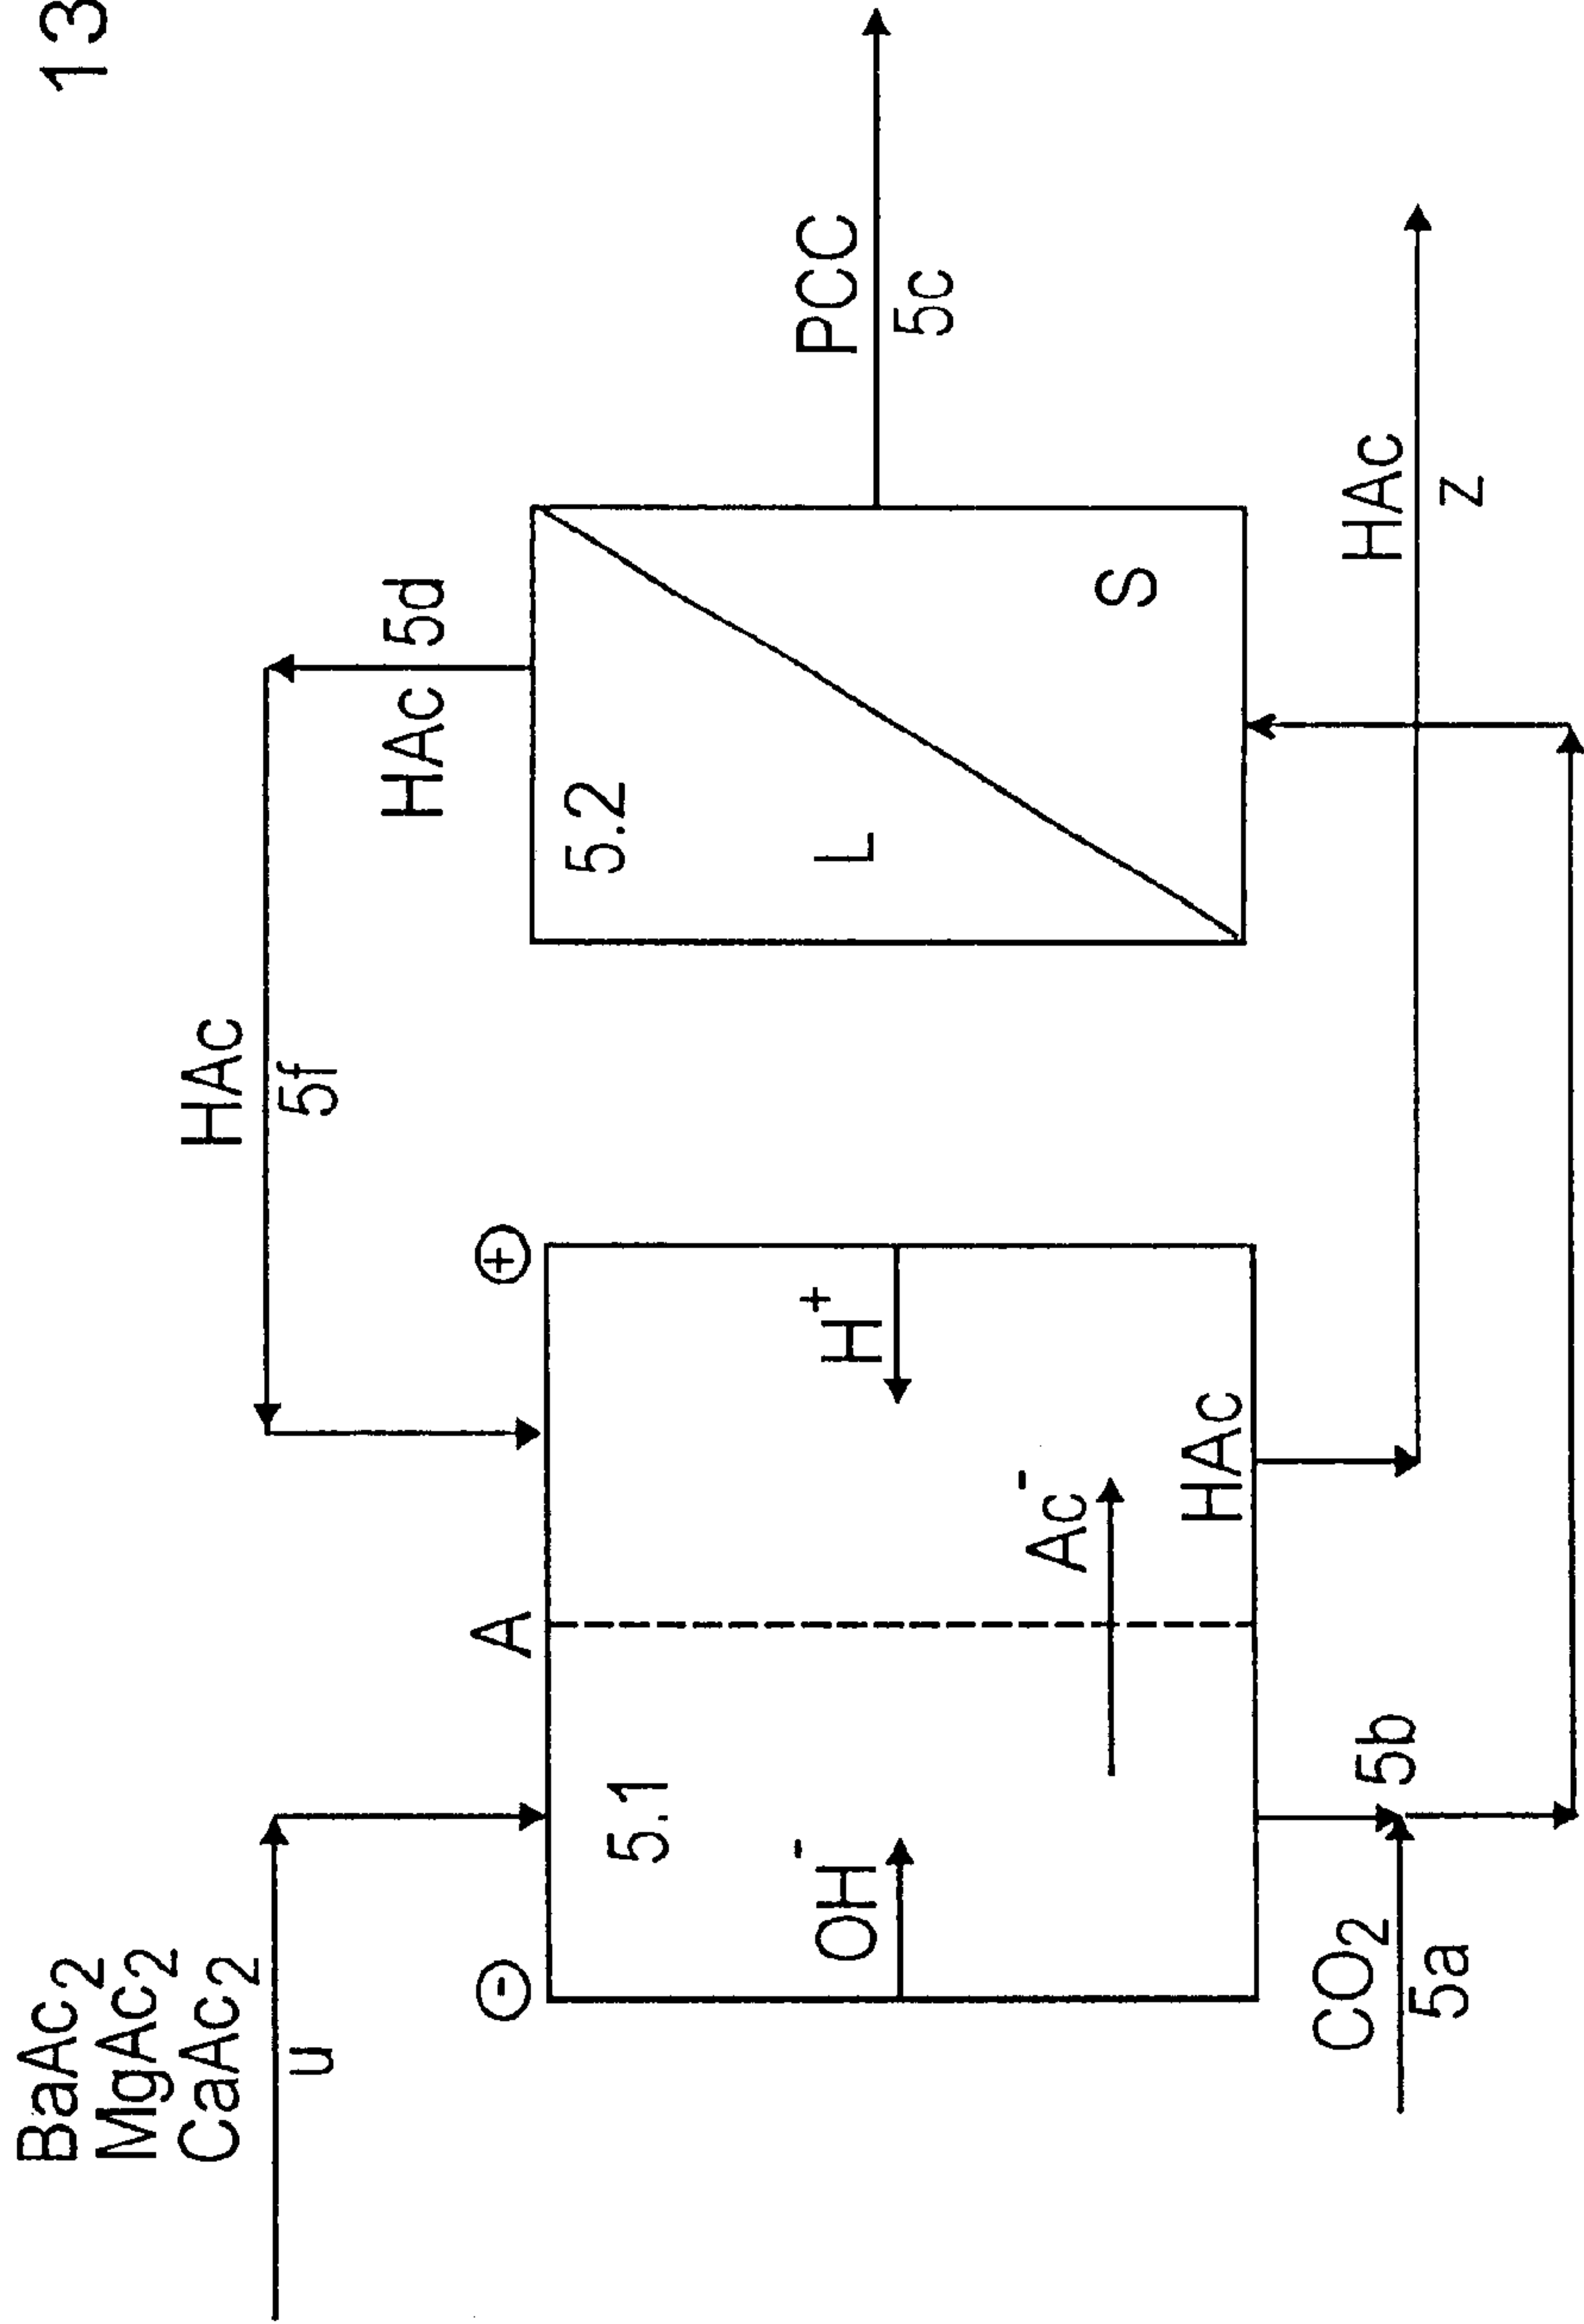 13
BaAc₂
MgAc₂
CaAc₂
u
HAc
5f
HAc 5d
⊖
A
⊕
5.1
OH⁻
H⁺
Ac⁻
HAc
5.2
L
S
PCC
5c
CO₂
5a
5b
HAc
z